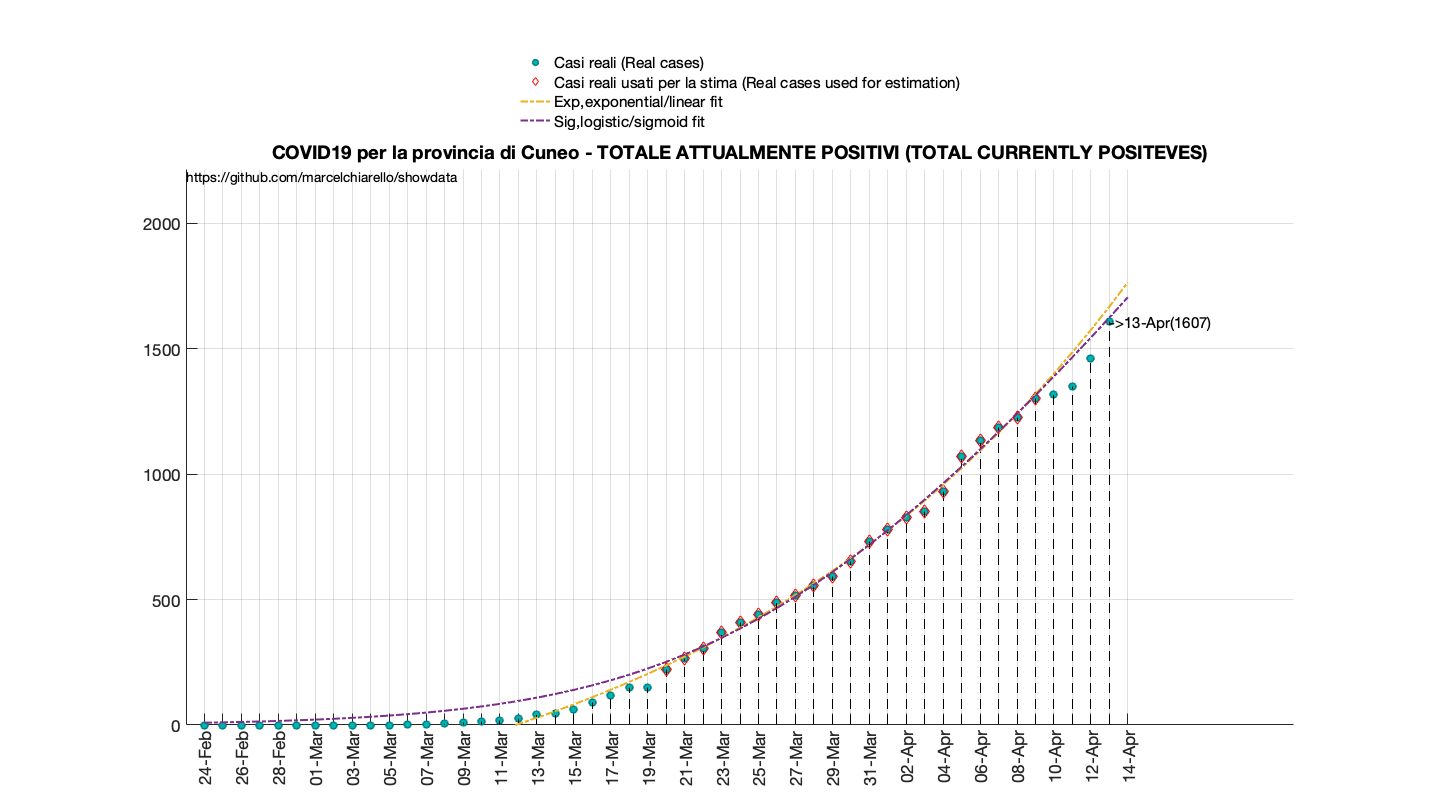 Casi reali (Real cases)
Casi reali usati per la stima (Real cases used for estimation)
Exp,exponential/linear fit
Sig,logistic/sigmoid fit
COVID19 per la provincia di Cuneo - TOTALE ATTUALMENTE POSITIVI (TOTAL CURRENTLY POSITEVES)
https://github.com/marcelchiarello/showdata
2000
1500
1000
500
0
->13-Apr(1607)
24-Feb
26-Feb
28-Feb
01-Mar
03-Mar
05-Mar
07-Mar
09-Mar
11-Mar
13-Mar
15-Mar
17-Mar
19-Mar
21-Mar
23-Mar
25-Mar
27-Mar
29-Mar
31-Mar
02-Apr
04-Apr
06-Apr
08-Apr
10-Apr
12-Apr
14-Apr